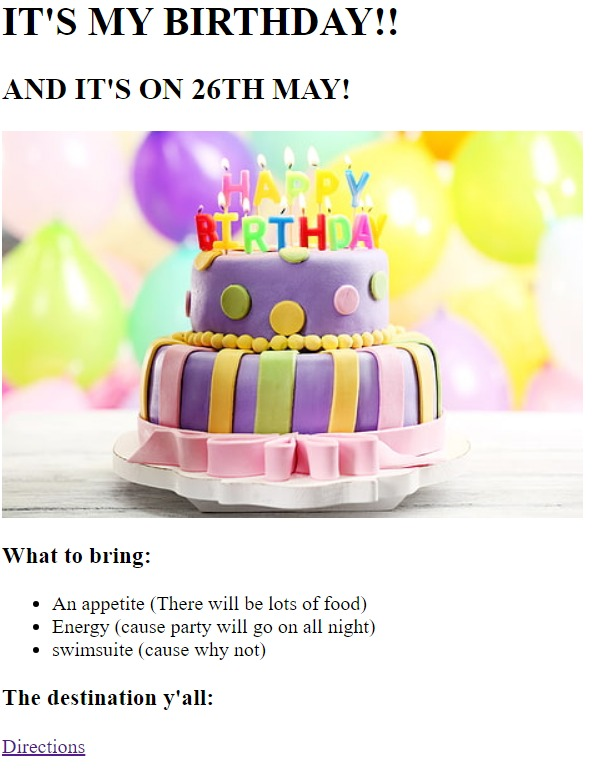 IT'S MY BIRTHDAY!!
AND IT'S ON 26TH MAY!
HAPPY
BIRTHDAY
What to bring:
An appetite (There will be lots of food)
Energy (cause party will go on all night)
swimsuite (cause why not)
The destination y'all:
Directions